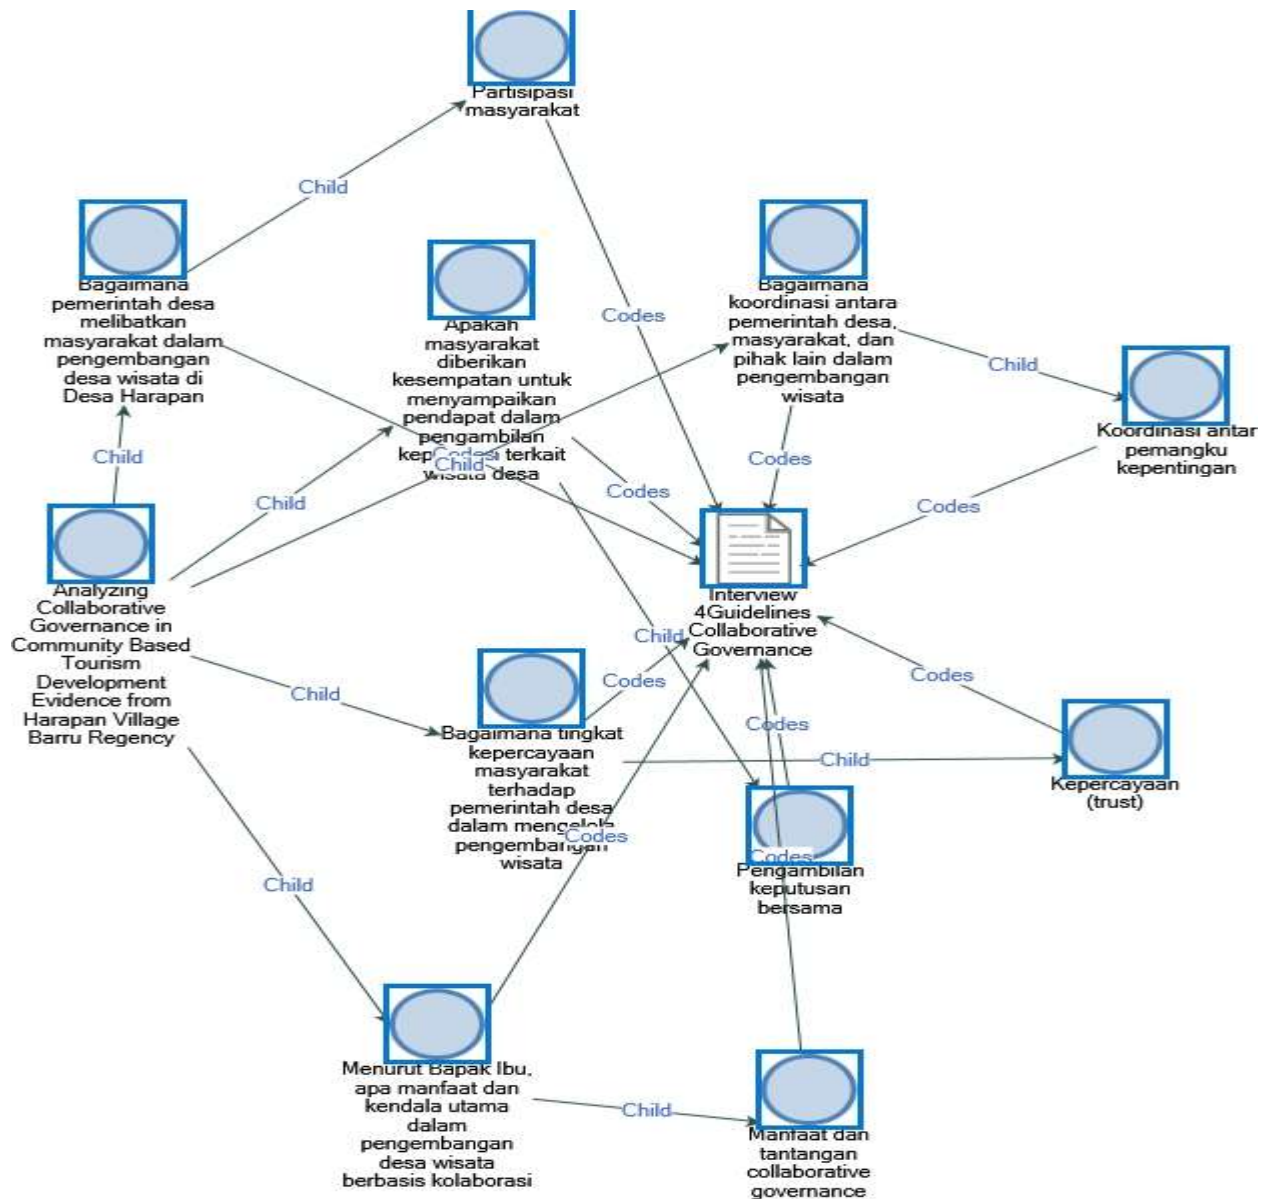 Partisipasi
masyarakat
Child
Bagaimana
pemerintah desa
melibatkan
masyarakat dalam
pengembangan
desa wisata di
Desa Harapan
Apakah
masyarakat
diberikan
kesempatan untuk
menyampaikan
pendapat dalam
pengambilan
terkait
wisata desa
Codes
Child
Bagaimana
koordinasi antara
pemerintah desa,
masyarakat, dan
pihak lain dalam
pengembangan
wisata
Codes
Child
Koordinasi antar
pemangku
kepentingan
Child
Child
Codes
Codes
Codes
Analyzing
Collaborative
Governance in
Community Based
Tourism
Development
Evidence from
Harapan Village
Barru Regency
Interview
4Guidelines
Collaborative
Governance
Child
Child
Codes
Codes
Bagaimana tingkat
kepercayaan
masyarakat
terhadap
pemerintah desa
dalam mengelola
pengembangan
wisata
Codes
Codes
Child
Kepercayaan
(trust)
Codes
Pengambilan
keputusan
bersama
Child
Menurut Bapak Ibu,
apa manfaat dan
kendala utama
dalam
pengembangan
desa wisata
berbasis kolaborasi
Child
Manfaat dan
tantangan
collaborative
governance